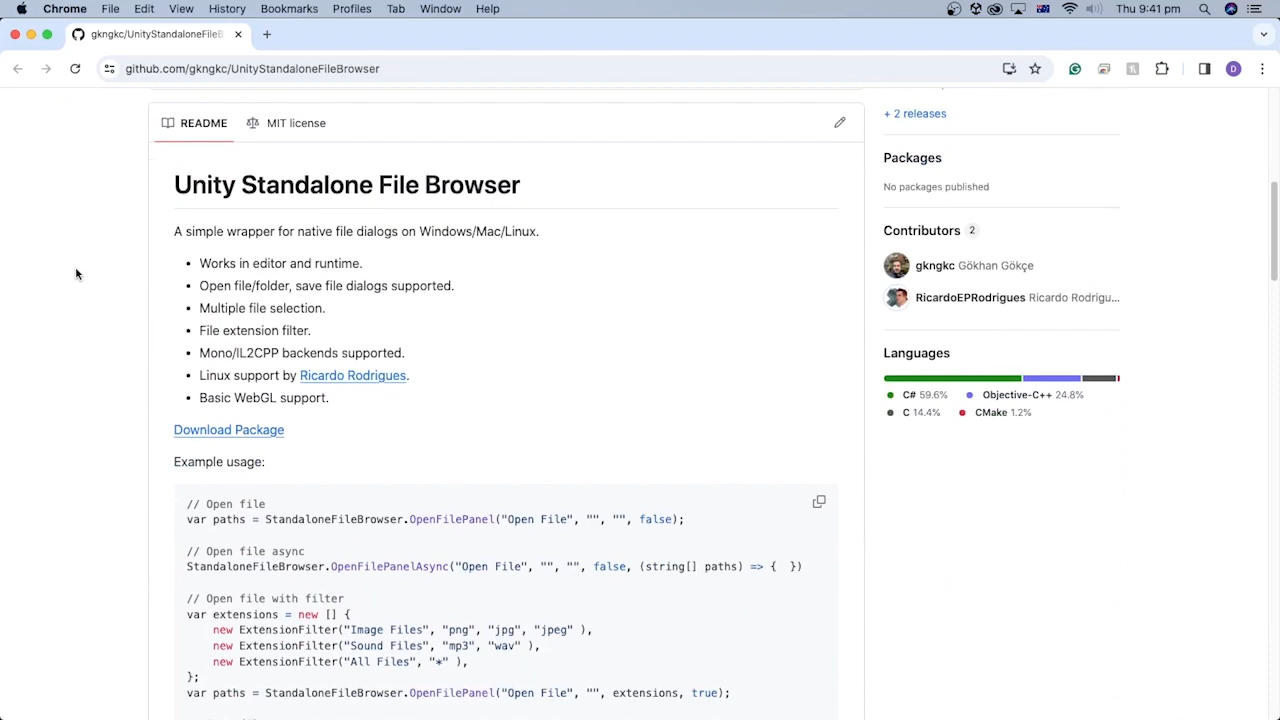 Chrome File Edit View History Bookmarks Profiles Tab Window Help Thu 9:41 pm
gkngkc/UnityStandaloneFileB
github.com/gkngkc/UnityStandaloneFileBrowser D
README MIT license
Unity Standalone File Browser
A simple wrapper for native file dialogs on Windows/Mac/Linux.
• Works in editor and runtime.
• Open file/folder, save file dialogs supported.
• Multiple file selection.
• File extension filter.
• Mono/IL2CPP backends supported.
• Linux support by Ricardo Rodrigues.
• Basic WebGL support.
Download Package
Example usage:
// Open file
var paths = StandaloneFileBrowser.OpenFilePanel("Open File", "", "", false);
// Open file async
StandaloneFileBrowser.OpenFilePanelAsync("Open File", "", "", false, (string[] paths) => {  })
// Open file with filter
var extensions = new [] {
    new ExtensionFilter("Image Files", "png", "jpg", "jpeg" ),
    new ExtensionFilter("Sound Files", "mp3", "wav" ),
    new ExtensionFilter("All Files", "*" ),
};
var paths = StandaloneFileBrowser.OpenFilePanel("Open File", "", extensions, true);
+ 2 releases
Packages
No packages published
Contributors 2
gkngkc Gökhan Gökçe
RicardoEPRodrigues Ricardo Rodrigu...
Languages
C# 59.6% Objective-C++ 24.8%
C 14.4% CMake 1.2%